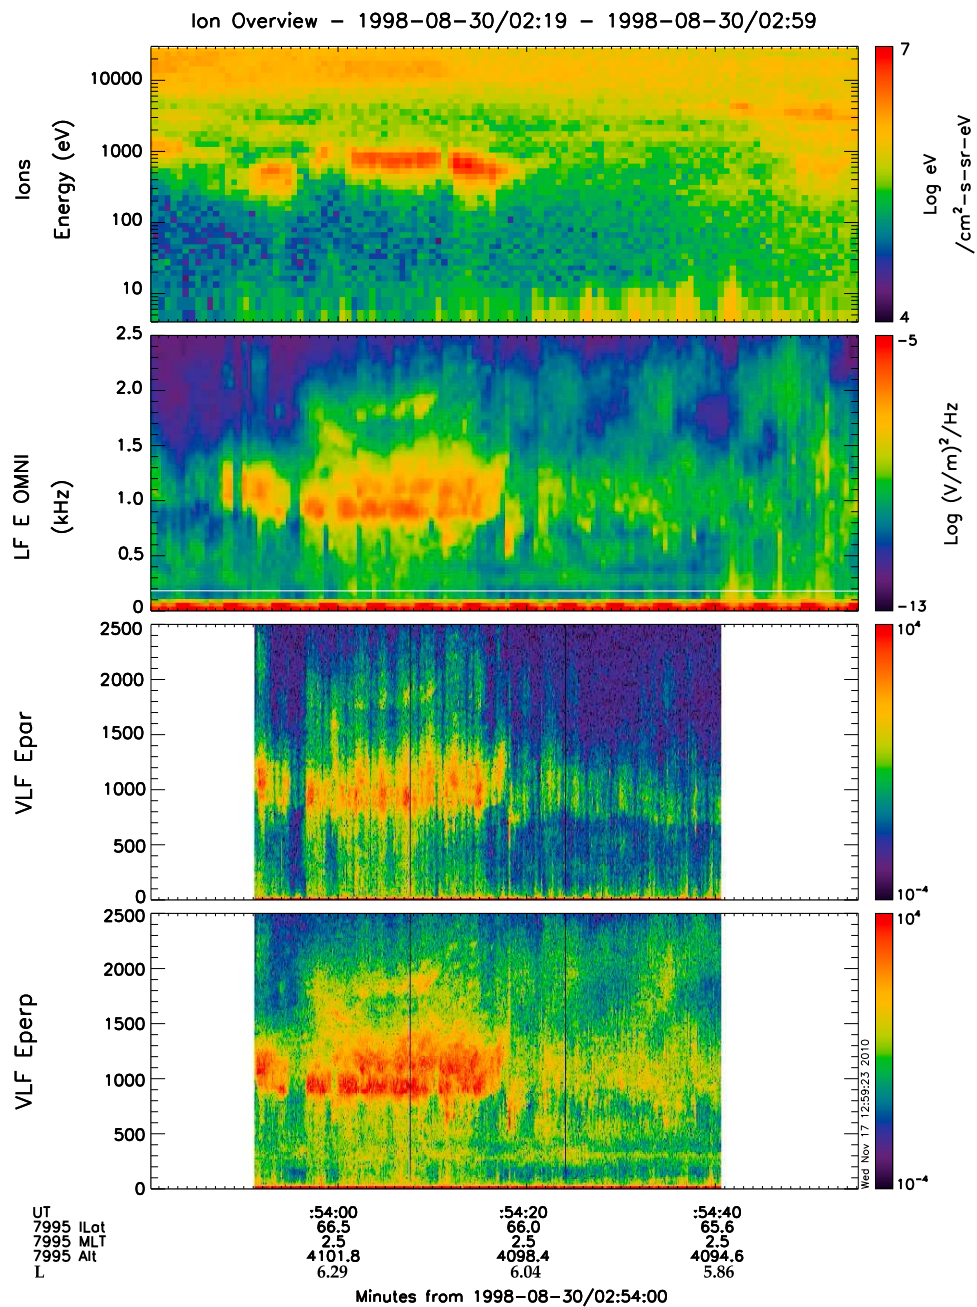 Ion Overview - 1998-08-30/02:19 - 1998-08-30/02:59
Ions
Energy (eV)
10000
1000
100
10
7
4
Log eV
/cm²-s-sr-eV
LF E OMNI
(kHz)
2.5
2.0
1.5
1.0
0.5
0
-5
-13
Log (V/m)²/Hz
VLF Epar
2500
2000
1500
1000
500
0
10⁴
10⁻⁴
VLF Eperp
2500
2000
1500
1000
500
0
10⁴
10⁻⁴
Wed Nov 17 12:59:23 2010
UT :54:00 :54:20 :54:40
7995 ILat 66.5 66.0 65.6
7995 MLT 2.5 2.5 2.5
7995 Alt 4101.8 4098.4 4094.6
L 6.29 6.04 5.86
Minutes from 1998-08-30/02:54:00